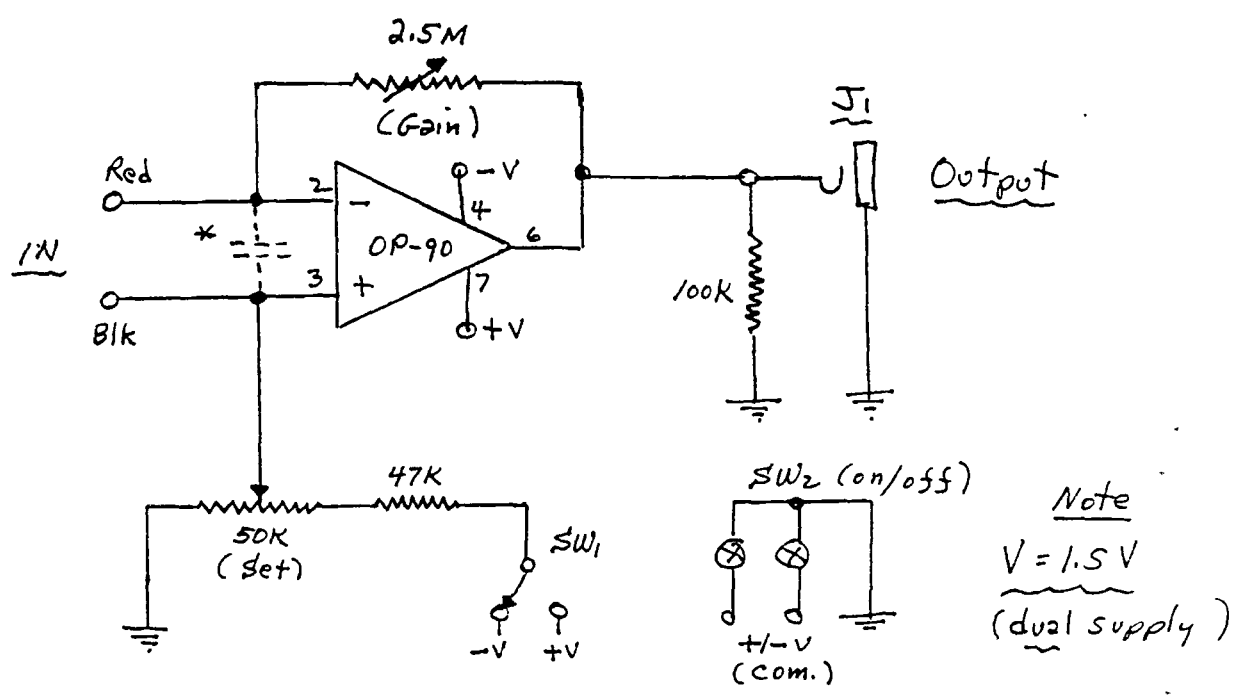 2.5M
(Gain)
J1
Red
2
-
-V
4
Output
*
OP-90
6
IN
3
+
7
100K
Blk
+V
47K
SW2 (on/off)
Note
50K
(Set)
SW1
V = 1.5 V
(dual supply)
-V
+V
+/-V
(com.)